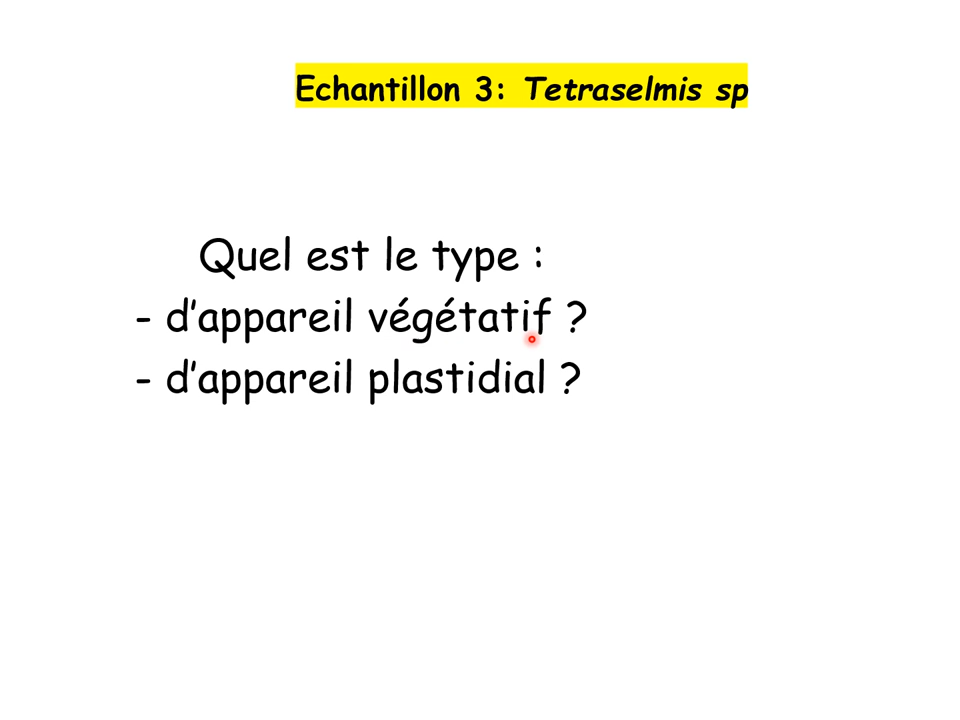 Echantillon 3: Tetraselmis sp
Quel est le type :
- d’appareil végétatif ?
- d’appareil plastidial ?